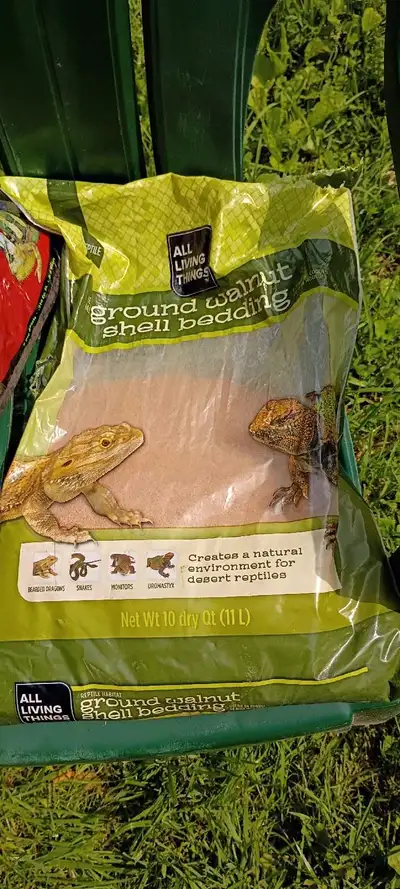 REPTILE
ALL
LIVING
THINGS
ground walnut
shell bedding
BEARDED DRAGONS
SNAKES
MONITORS
UROMASTYX
Creates a natural
environment for
desert reptiles
Net Wt 10 dry Qt (11 L)
ALL
LIVING
THINGS
REPTILE HABITAT
ground walnut
shell bedding